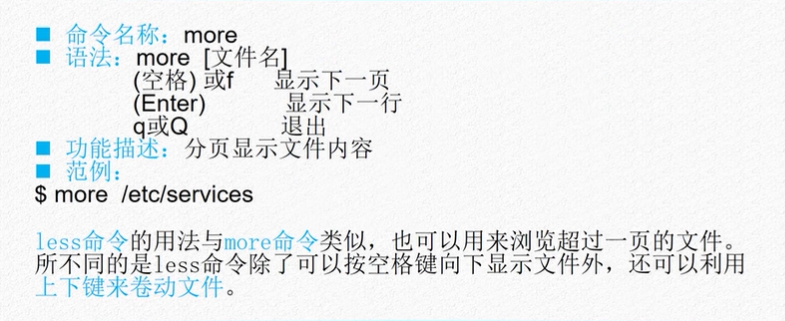 ■ 命令名称：more
■ 语法：more [文件名]
(空格) 或f 显示下一页
(Enter) 显示下一行
q或Q 退出
■ 功能描述：分页显示文件内容
■ 范例：
$ more /etc/services
less命令的用法与more命令类似，也可以用来浏览超过一页的文件。
所不同的是less命令除了可以按空格键向下显示文件外，还可以利用
上下键来卷动文件。